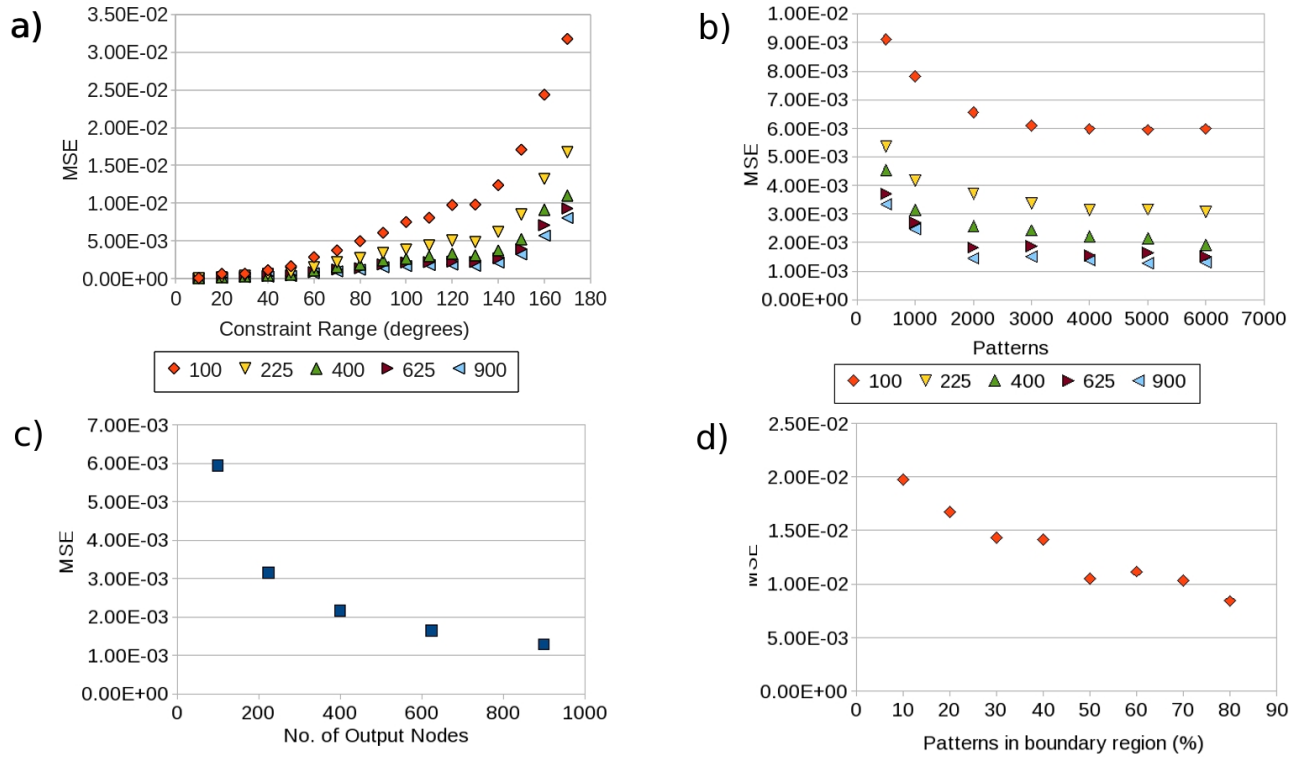 a)
3.50E-02
3.00E-02
2.50E-02
2.00E-02
1.50E-02
1.00E-02
5.00E-03
0.00E+00
MSE
0 20 40 60 80 100 120 140 160 180
Constraint Range (degrees)
100 225 400 625 900
b)
1.00E-02
9.00E-03
8.00E-03
7.00E-03
6.00E-03
5.00E-03
4.00E-03
3.00E-03
2.00E-03
1.00E-03
0.00E+00
MSE
0 1000 2000 3000 4000 5000 6000 7000
Patterns
100 225 400 625 900
c)
7.00E-03
6.00E-03
5.00E-03
4.00E-03
3.00E-03
2.00E-03
1.00E-03
0.00E+00
MSE
0 200 400 600 800 1000
No. of Output Nodes
d)
2.50E-02
2.00E-02
1.50E-02
1.00E-02
5.00E-03
0.00E+00
MSE
0 10 20 30 40 50 60 70 80 90
Patterns in boundary region (%)